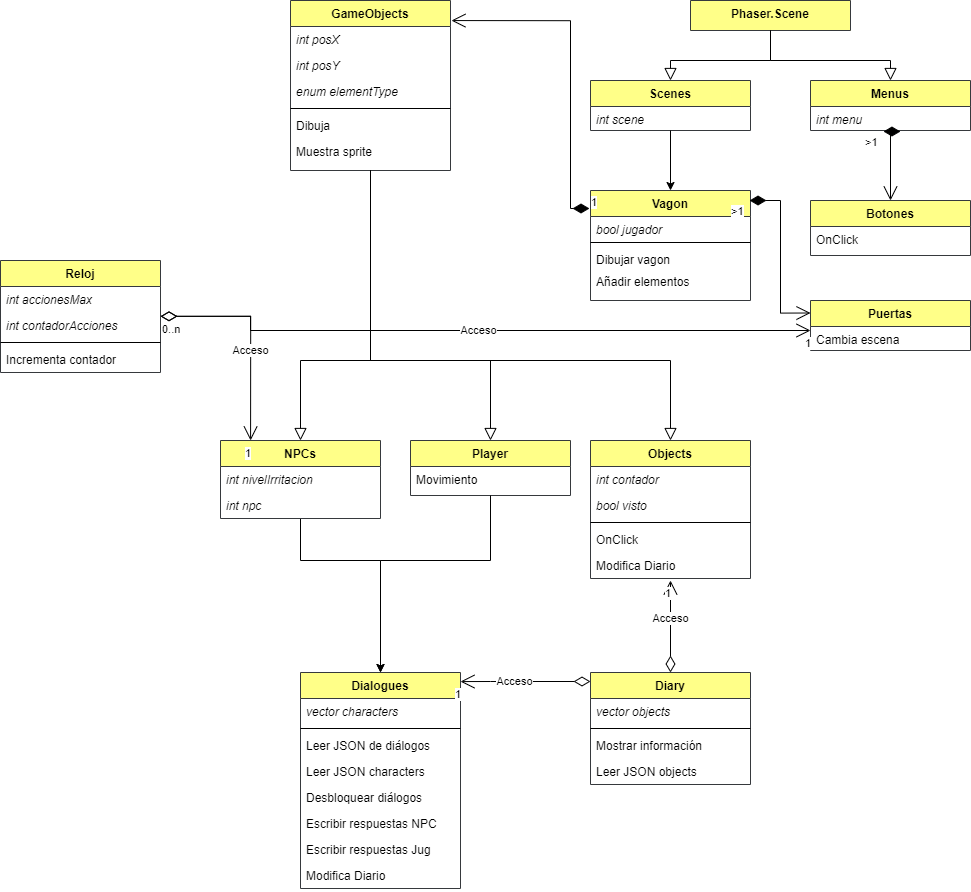 GameObjects
int posX
int posY
enum elementType
Dibuja
Muestra sprite
Phaser.Scene
Scenes
int scene
Menus
int menu
>1
Botones
OnClick
1
Vagon
>1
bool jugador
Dibujar vagon
Añadir elementos
Puertas
Cambia escena
1
Reloj
int accionesMax
int contadorAcciones
Incrementa contador
0..n
Acceso
Acceso
1
NPCs
int nivelIrritacion
int npc
Player
Movimiento
Objects
int contador
bool visto
OnClick
Modifica Diario
1
Acceso
Dialogues
1
vector characters
Leer JSON de diálogos
Leer JSON characters
Desbloquear diálogos
Escribir respuestas NPC
Escribir respuestas Jug
Modifica Diario
Acceso
Diary
vector objects
Mostrar información
Leer JSON objects